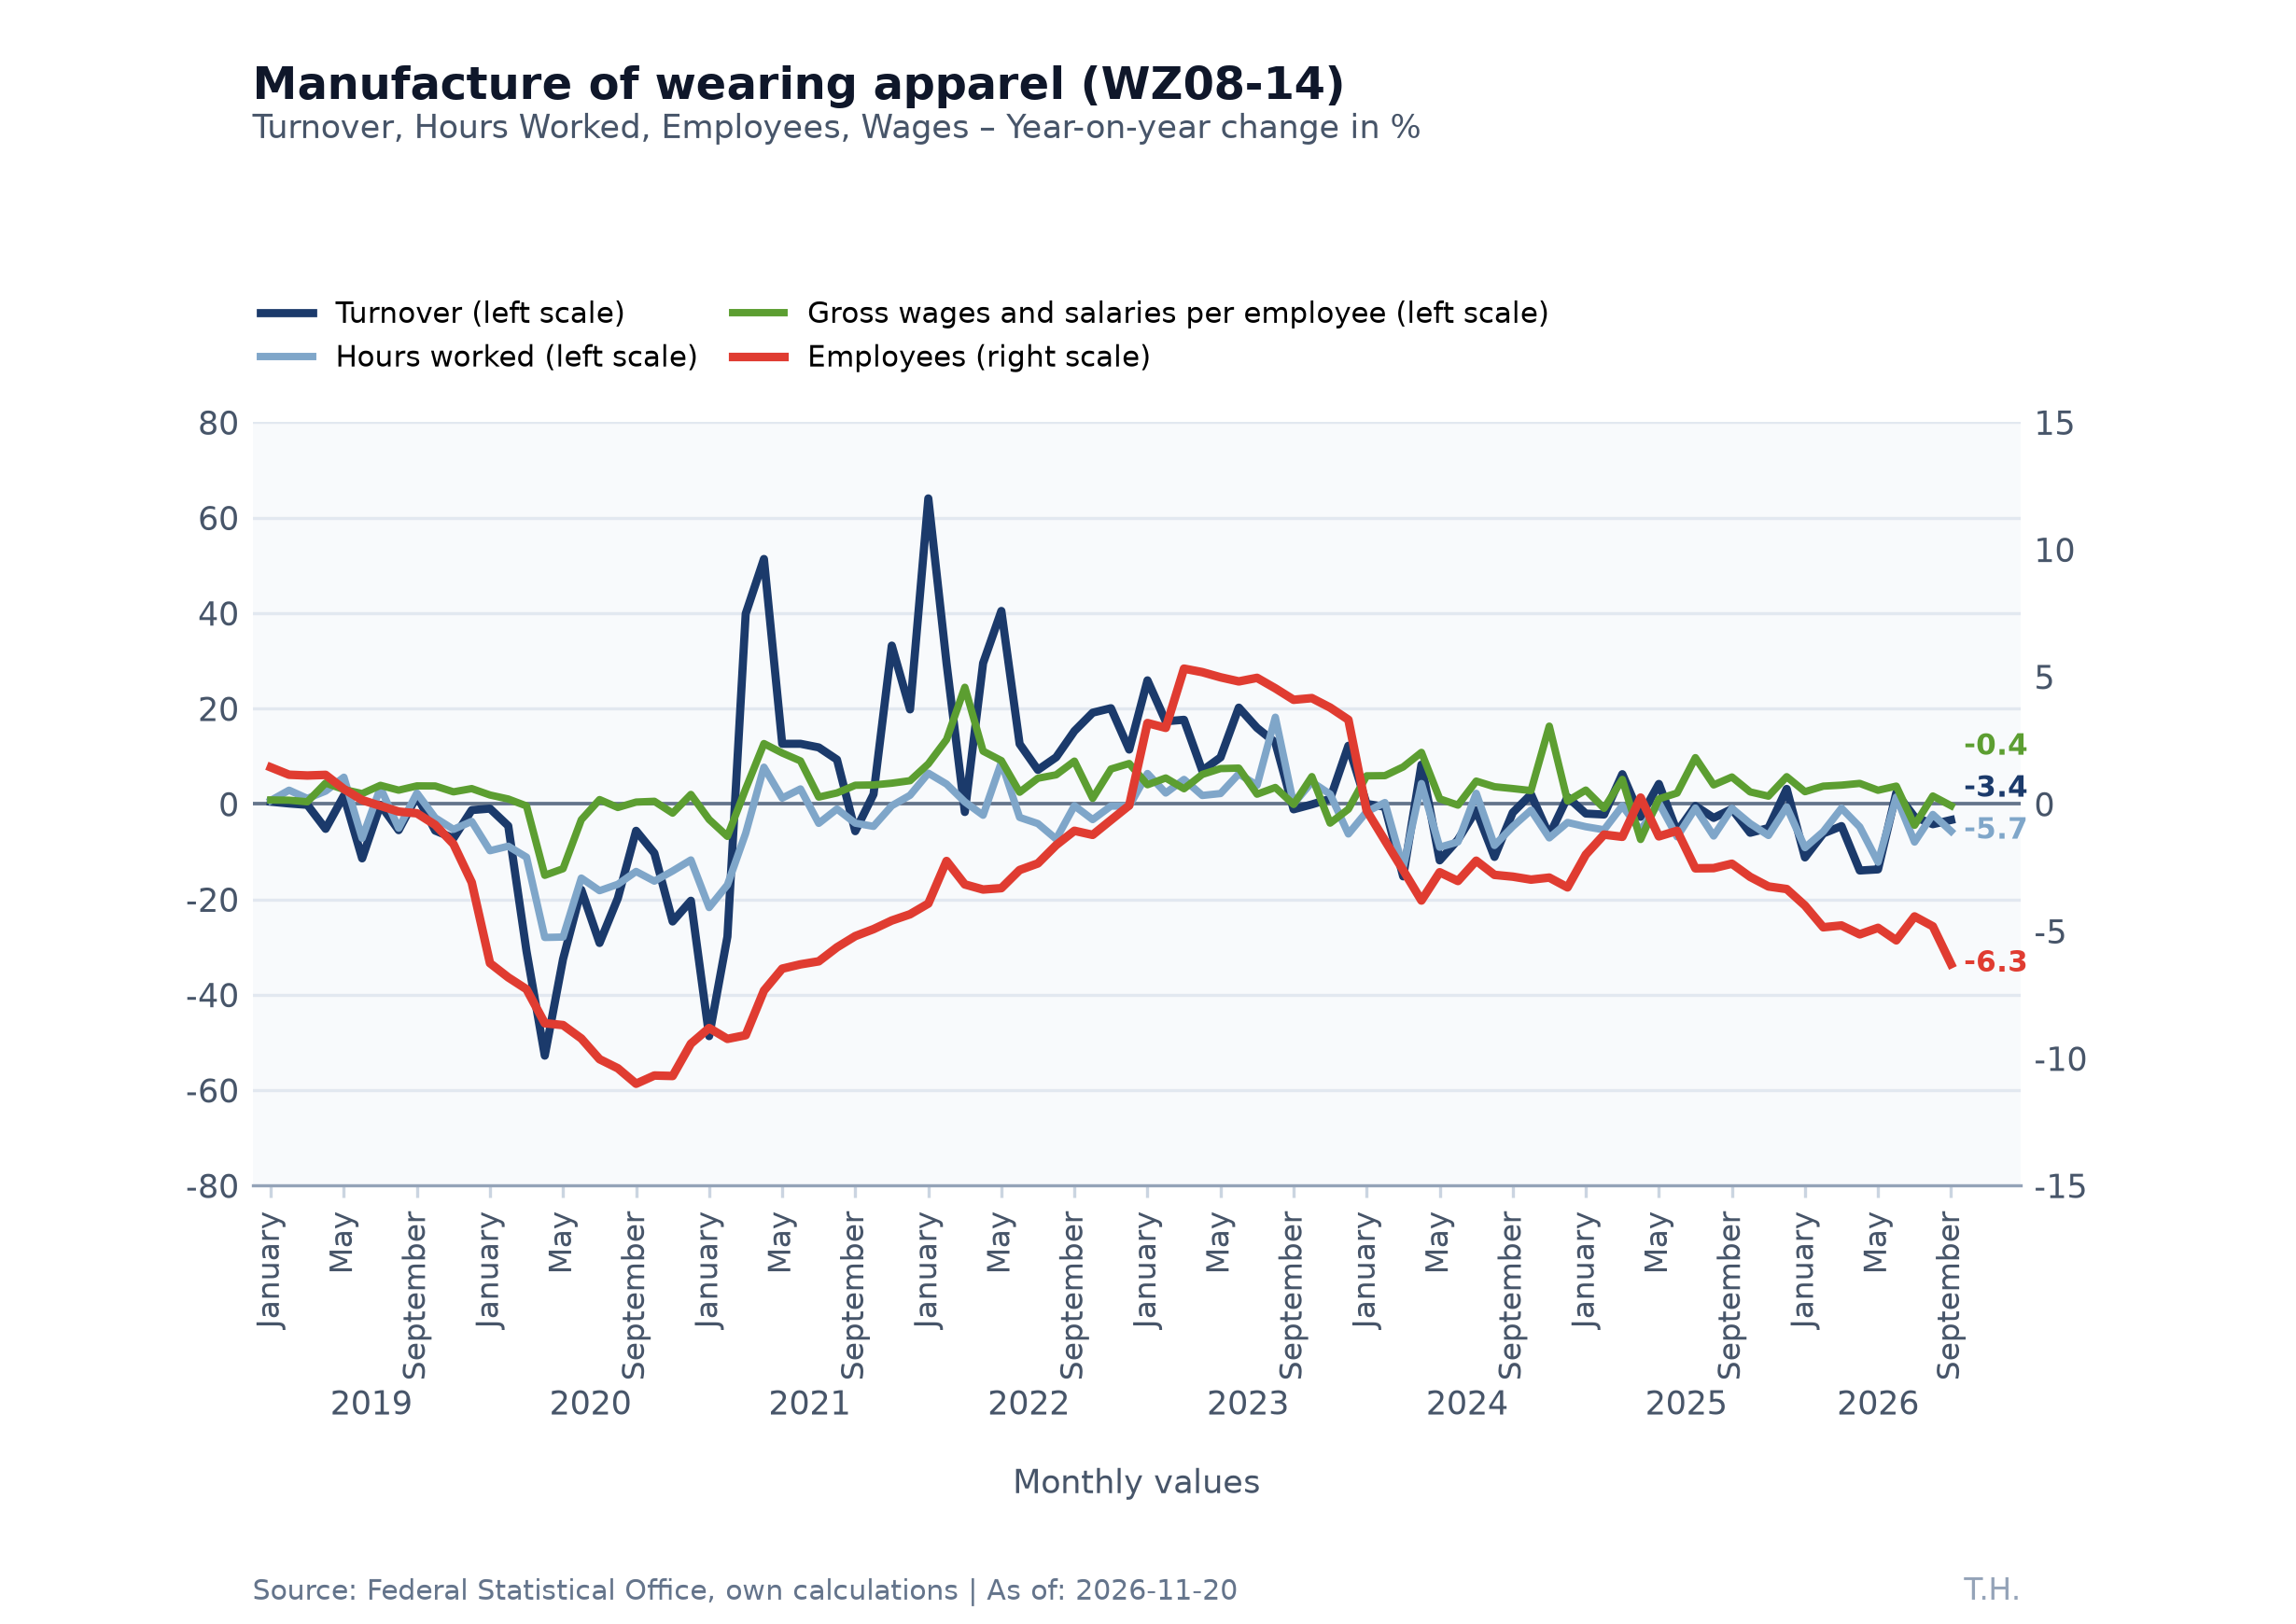 Manufacture of wearing apparel (WZ08-14)
Turnover, Hours Worked, Employees, Wages – Year-on-year change in %
Turnover (left scale)
Gross wages and salaries per employee (left scale)
Hours worked (left scale)
Employees (right scale)
80 15
60
10
40
5
20
-0.4
-3.4
0 0
-5.7
-20
-5
-6.3
-40
-10
-60
-80 -15
January May September January May September January May September January May September January May September January May September January May September January May September
2019 2020 2021 2022 2023 2024 2025 2026
Monthly values
Source: Federal Statistical Office, own calculations | As of: 2026-11-20
T.H.